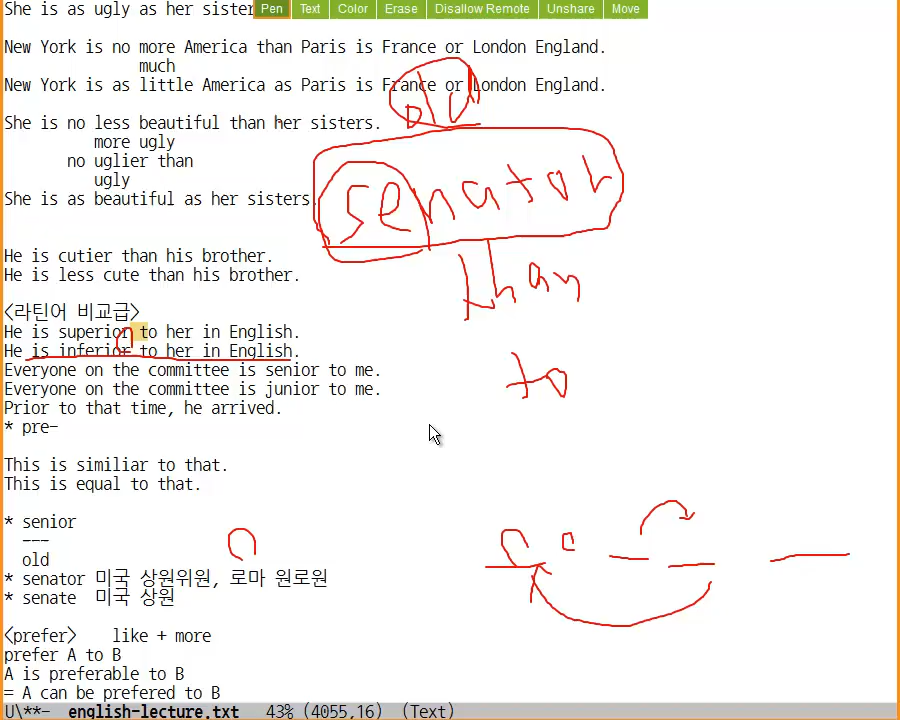 She is as ugly as her sister
Pen Text Color Erase Disallow Remote Unshare Move
New York is no more America than Paris is France or London England.
much
New York is as little America as Paris is France or London England.
old
She is no less beautiful than her sisters.
more ugly
no uglier than
ugly
She is as beautiful as her sisters
senator
He is cutier than his brother.
He is less cute than his brother.
than
<라틴어 비교급>
He is superior to her in English.
He is inferior to her in English.
Everyone on the committee is senior to me.
Everyone on the committee is junior to me.
to
Prior to that time, he arrived.
* pre-
This is similiar to that.
This is equal to that.
* senior
---
old
* senator 미국 상원위원, 로마 원로원
* senate 미국 상원
<prefer> like + more
prefer A to B
A is preferable to B
= A can be prefered to B
U\**- english-lecture.txt 43% (4055,16) (Text)